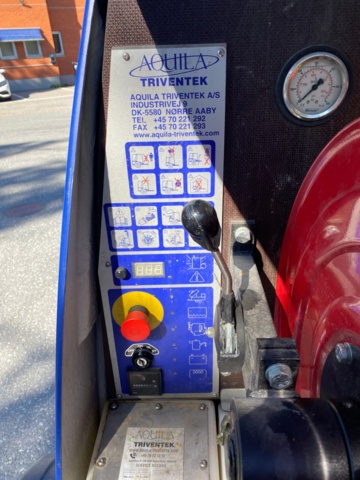 AQUILA
TRIVENTEK
AQUILA TRIVENTEK A/S
INDUSTRIVEJ 9
DK-5580 NØRRE AABY
TEL +45 70 221 292
FAX +45 70 221 293
www.aquila-triventek.com
AQUILA
TRIVENTEK